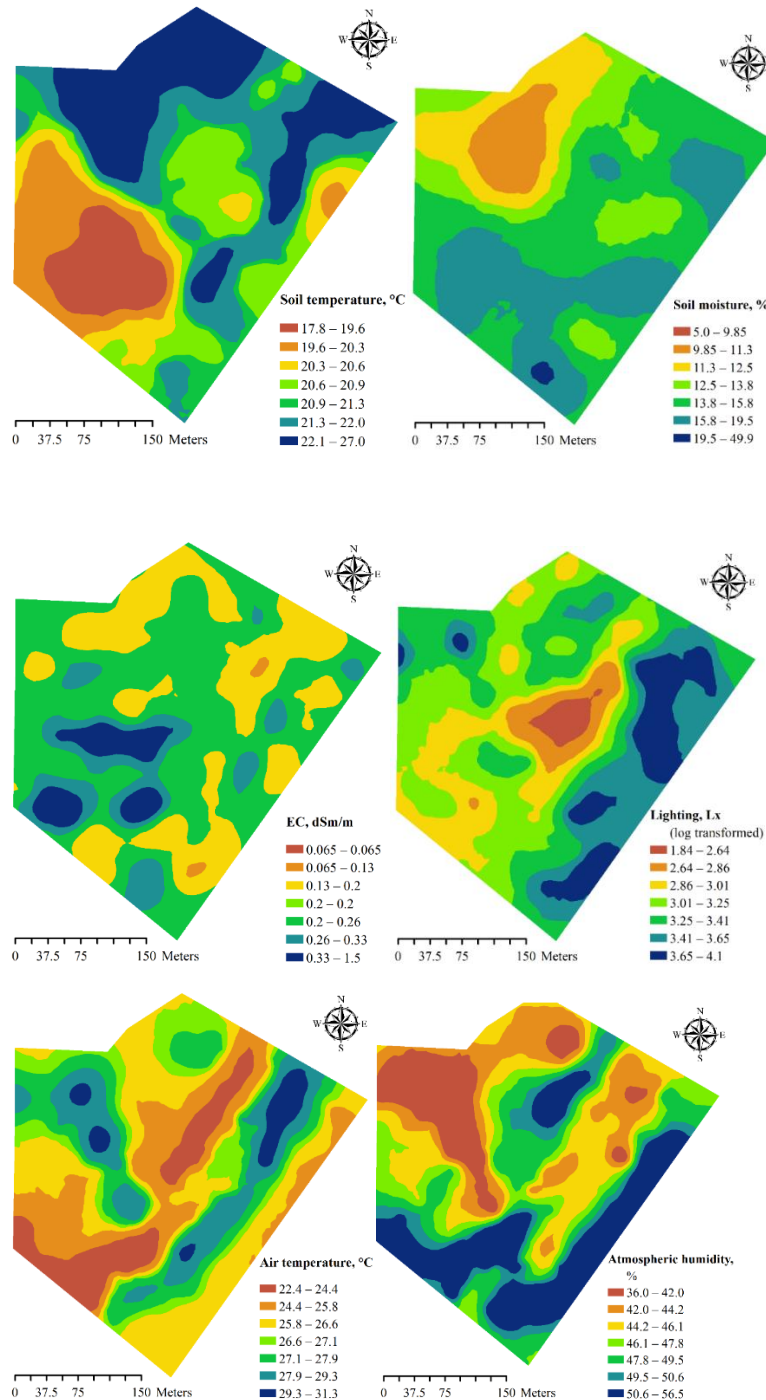 N
W E
S
Soil temperature, °C
17.8 – 19.6
19.6 – 20.3
20.3 – 20.6
20.6 – 20.9
20.9 – 21.3
21.3 – 22.0
22.1 – 27.0
0 37.5 75 150 Meters
N
W E
S
Soil moisture, %
5.0 – 9.85
9.85 – 11.3
11.3 – 12.5
12.5 – 13.8
13.8 – 15.8
15.8 – 19.5
19.5 – 49.9
0 37.5 75 150 Meters
N
W E
S
EC, dSm/m
0.065 – 0.065
0.065 – 0.13
0.13 – 0.2
0.2 – 0.2
0.2 – 0.26
0.26 – 0.33
0.33 – 1.5
0 37.5 75 150 Meters
N
W E
S
Lighting, Lx
(log transformed)
1.84 – 2.64
2.64 – 2.86
2.86 – 3.01
3.01 – 3.25
3.25 – 3.41
3.41 – 3.65
3.65 – 4.1
0 37.5 75 150 Meters
N
W E
S
Air temperature, °C
22.4 – 24.4
24.4 – 25.8
25.8 – 26.6
26.6 – 27.1
27.1 – 27.9
27.9 – 29.3
29.3 – 31.3
0 37.5 75 150 Meters
N
W E
S
Atmospheric humidity,
%
36.0 – 42.0
42.0 – 44.2
44.2 – 46.1
46.1 – 47.8
47.8 – 49.5
49.5 – 50.6
50.6 – 56.5
0 37.5 75 150 Meters